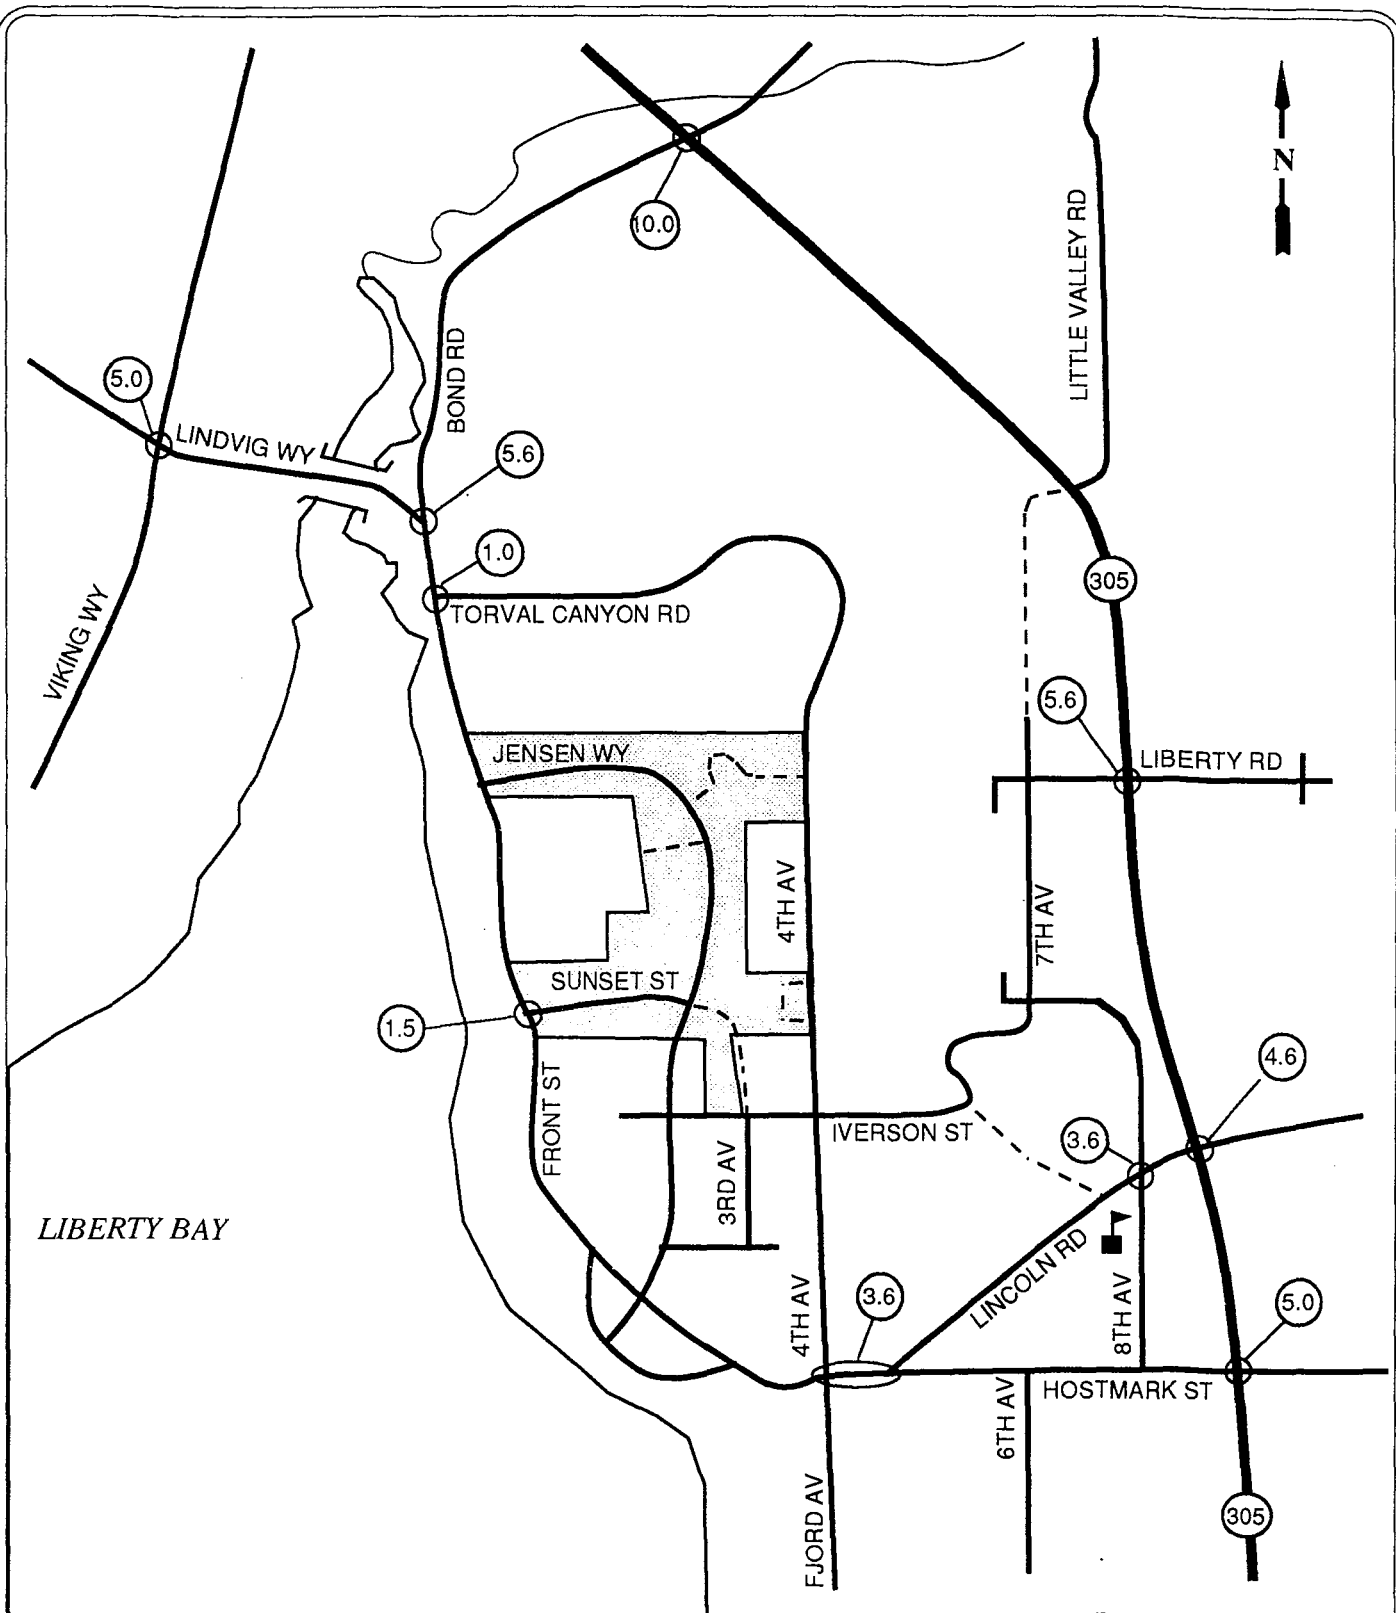 N
10.0
LITTLE VALLEY RD
BOND RD
5.0
LINDVIG WY
5.6
1.0
305
TORVAL CANYON RD
VIKING WY
5.6
JENSEN WY
LIBERTY RD
4TH AV
7TH AV
SUNSET ST
1.5
4.6
FRONT ST
IVERSON ST
3.6
3RD AV
LIBERTY BAY
LINCOLN RD
4TH AV
3.6
8TH AV
5.0
HOSTMARK ST
6TH AV
FJORD AV
305